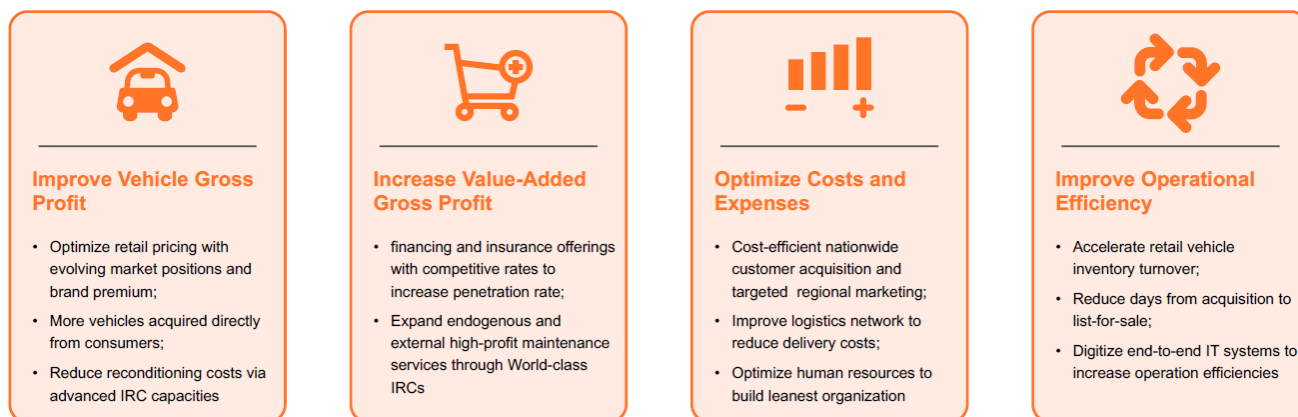 Improve Vehicle Gross
Profit
• Optimize retail pricing with
evolving market positions and
brand premium;
• More vehicles acquired directly
from consumers;
• Reduce reconditioning costs via
advanced IRC capacities
Increase Value-Added
Gross Profit
• financing and insurance offerings
with competitive rates to
increase penetration rate;
• Expand endogenous and
external high-profit maintenance
services through World-class
IRCs
Optimize Costs and
Expenses
• Cost-efficient nationwide
customer acquisition and
targeted  regional marketing;
• Improve logistics network to
reduce delivery costs;
• Optimize human resources to
build leanest organization
Improve Operational
Efficiency
• Accelerate retail vehicle
inventory turnover;
• Reduce days from acquisition to
list-for-sale;
• Digitize end-to-end IT systems to
increase operation efficiencies